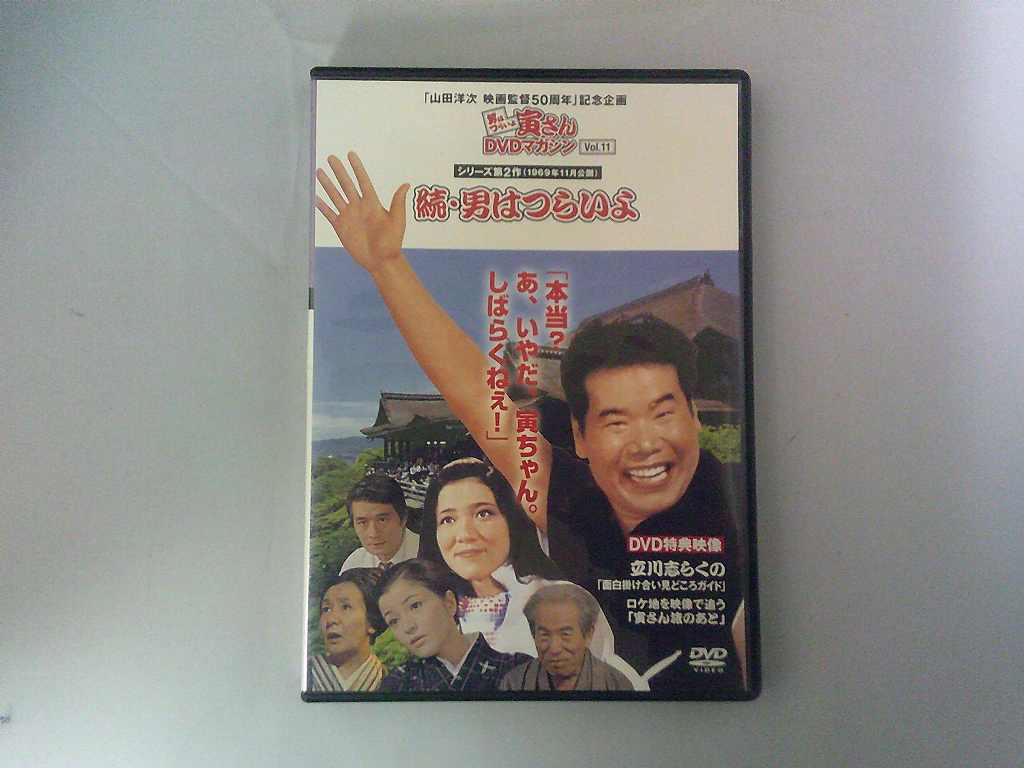 「山田洋次 映画監督50周年」記念企画
男は
つらいよ
寅さん
DVDマガジン Vol.11
シリーズ第2作(1969年11月公開)
続・男はつらいよ
「本当?
あ、いやだ、寅ちゃん。
しばらくねぇ!」
DVD特典映像
立川志らくの
「面白掛け合い見どころガイド」
ロケ地を映像で追う
「寅さん旅のあと」
DVD
VIDEO